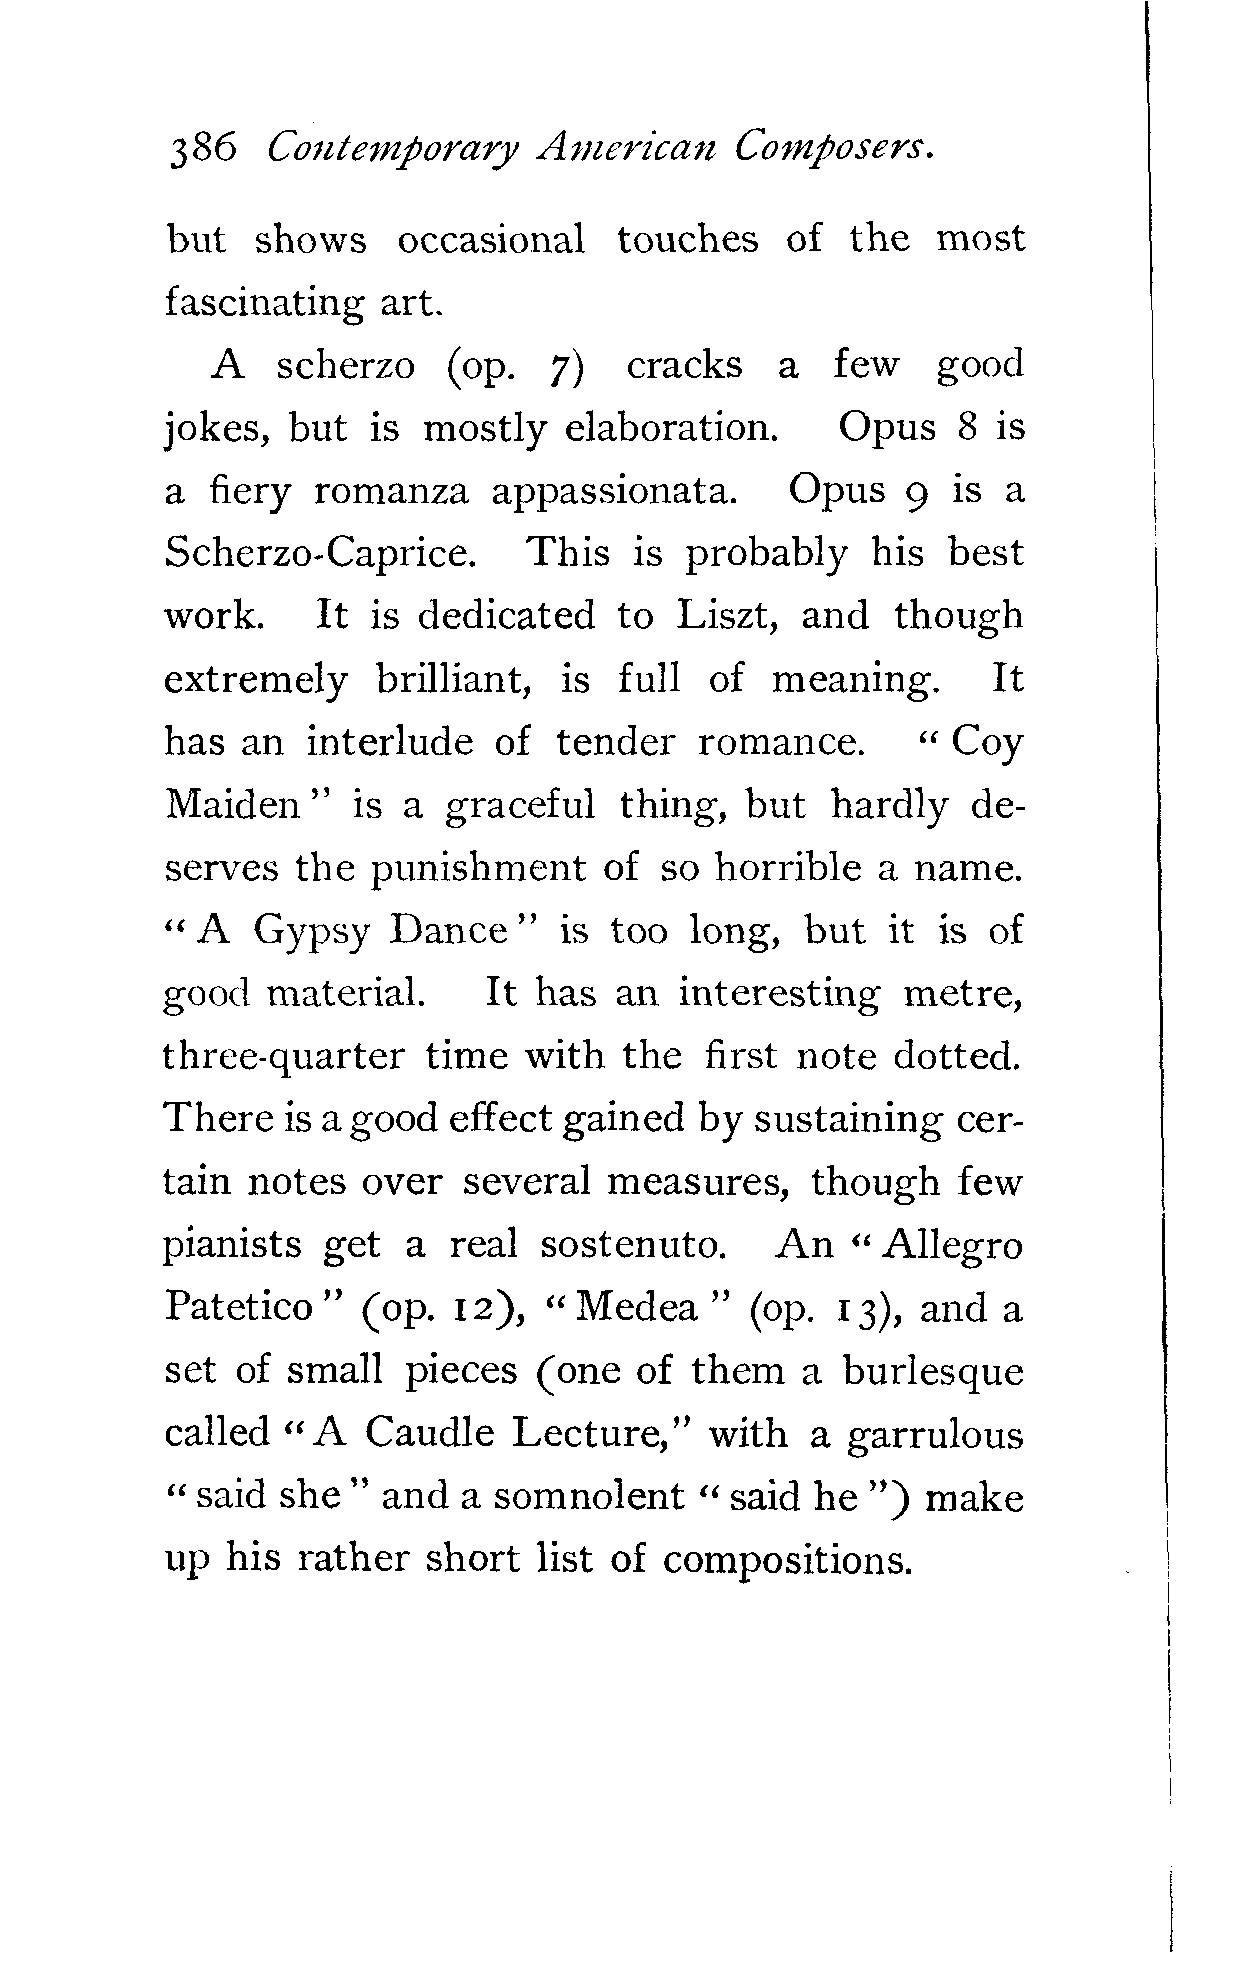 386 Contemporary American Composers.
but shows occasional touches of the most
fascinating art.
A scherzo (op. 7) cracks a few good
jokes, but is mostly elaboration. Opus 8 is
a fiery romanza appassionata. Opus 9 is a
Scherzo-Caprice. This is probably his best
work. It is dedicated to Liszt, and though
extremely brilliant, is full of meaning. It
has an interlude of tender romance. " Coy
Maiden " is a graceful thing, but hardly de-
serves the punishment of so horrible a name.
" A Gypsy Dance " is too long, but it is of
good material. It has an interesting metre,
three-quarter time with the first note dotted.
There is a good effect gained by sustaining cer-
tain notes over several measures, though few
pianists get a real sostenuto. An " Allegro
Patetico " (op. 12), " Medea " (op. 13), and a
set of small pieces (one of them a burlesque
called " A Caudle Lecture," with a garrulous
" said she " and a somnolent " said he ") make
up his rather short list of compositions.